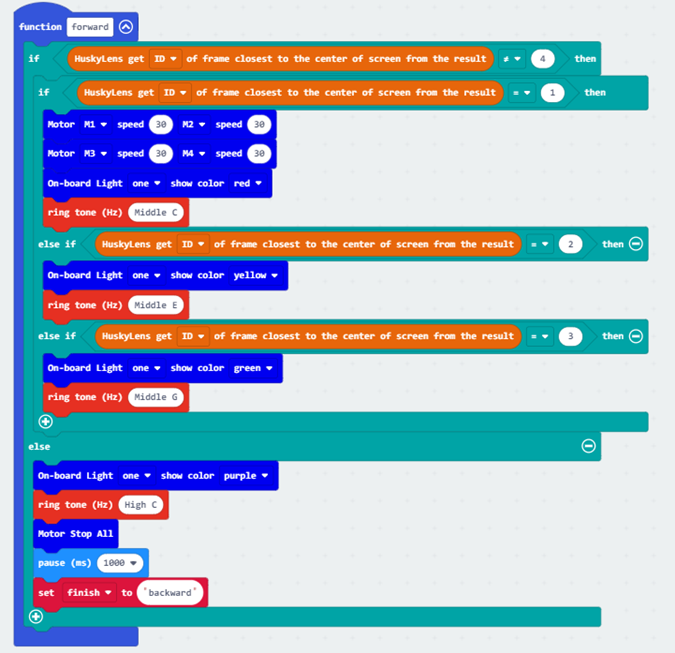 function forward
if HuskyLens get ID of frame closest to the center of screen from the result ≠ 4 then
if HuskyLens get ID of frame closest to the center of screen from the result = 1 then
Motor M1 speed 30 M2 speed 30
Motor M3 speed 30 M4 speed 30
On-board Light one show color red
ring tone (Hz) Middle C
else if HuskyLens get ID of frame closest to the center of screen from the result = 2 then
On-board Light one show color yellow
ring tone (Hz) Middle E
else if HuskyLens get ID of frame closest to the center of screen from the result = 3 then
On-board Light one show color green
ring tone (Hz) Middle G
else
On-board Light one show color purple
ring tone (Hz) High C
Motor Stop All
pause (ms) 1000
set finish to "backward"